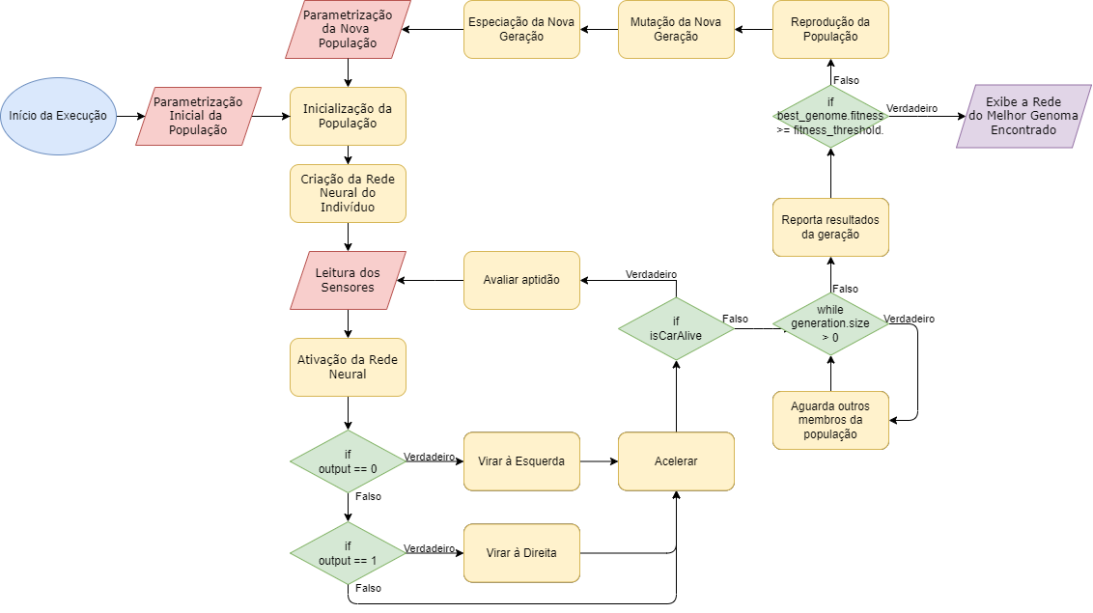 Parametrização
da Nova
População
Especiação da Nova
Geração
Mutação da Nova
Geração
Reprodução da
População
Falso
Início da Execução
Parametrização
Inicial da
População
Inicialização da
População
if
best_genome.fitness
>= fitness_threshold.
Verdadeiro
Exibe a Rede
do Melhor Genoma
Encontrado
Criação da Rede
Neural do
Indivíduo
Reporta resultados
da geração
Leitura dos
Sensores
Avaliar aptidão
Verdadeiro
Falso
if
isCarAlive
Falso
while
generation.size
> 0
Verdadeiro
Ativação da Rede
Neural
Aguarda outros
membros da
população
if
output == 0
Verdadeiro
Virar á Esquerda
Acelerar
Falso
if
output == 1
Verdadeiro
Virar á Direita
Falso